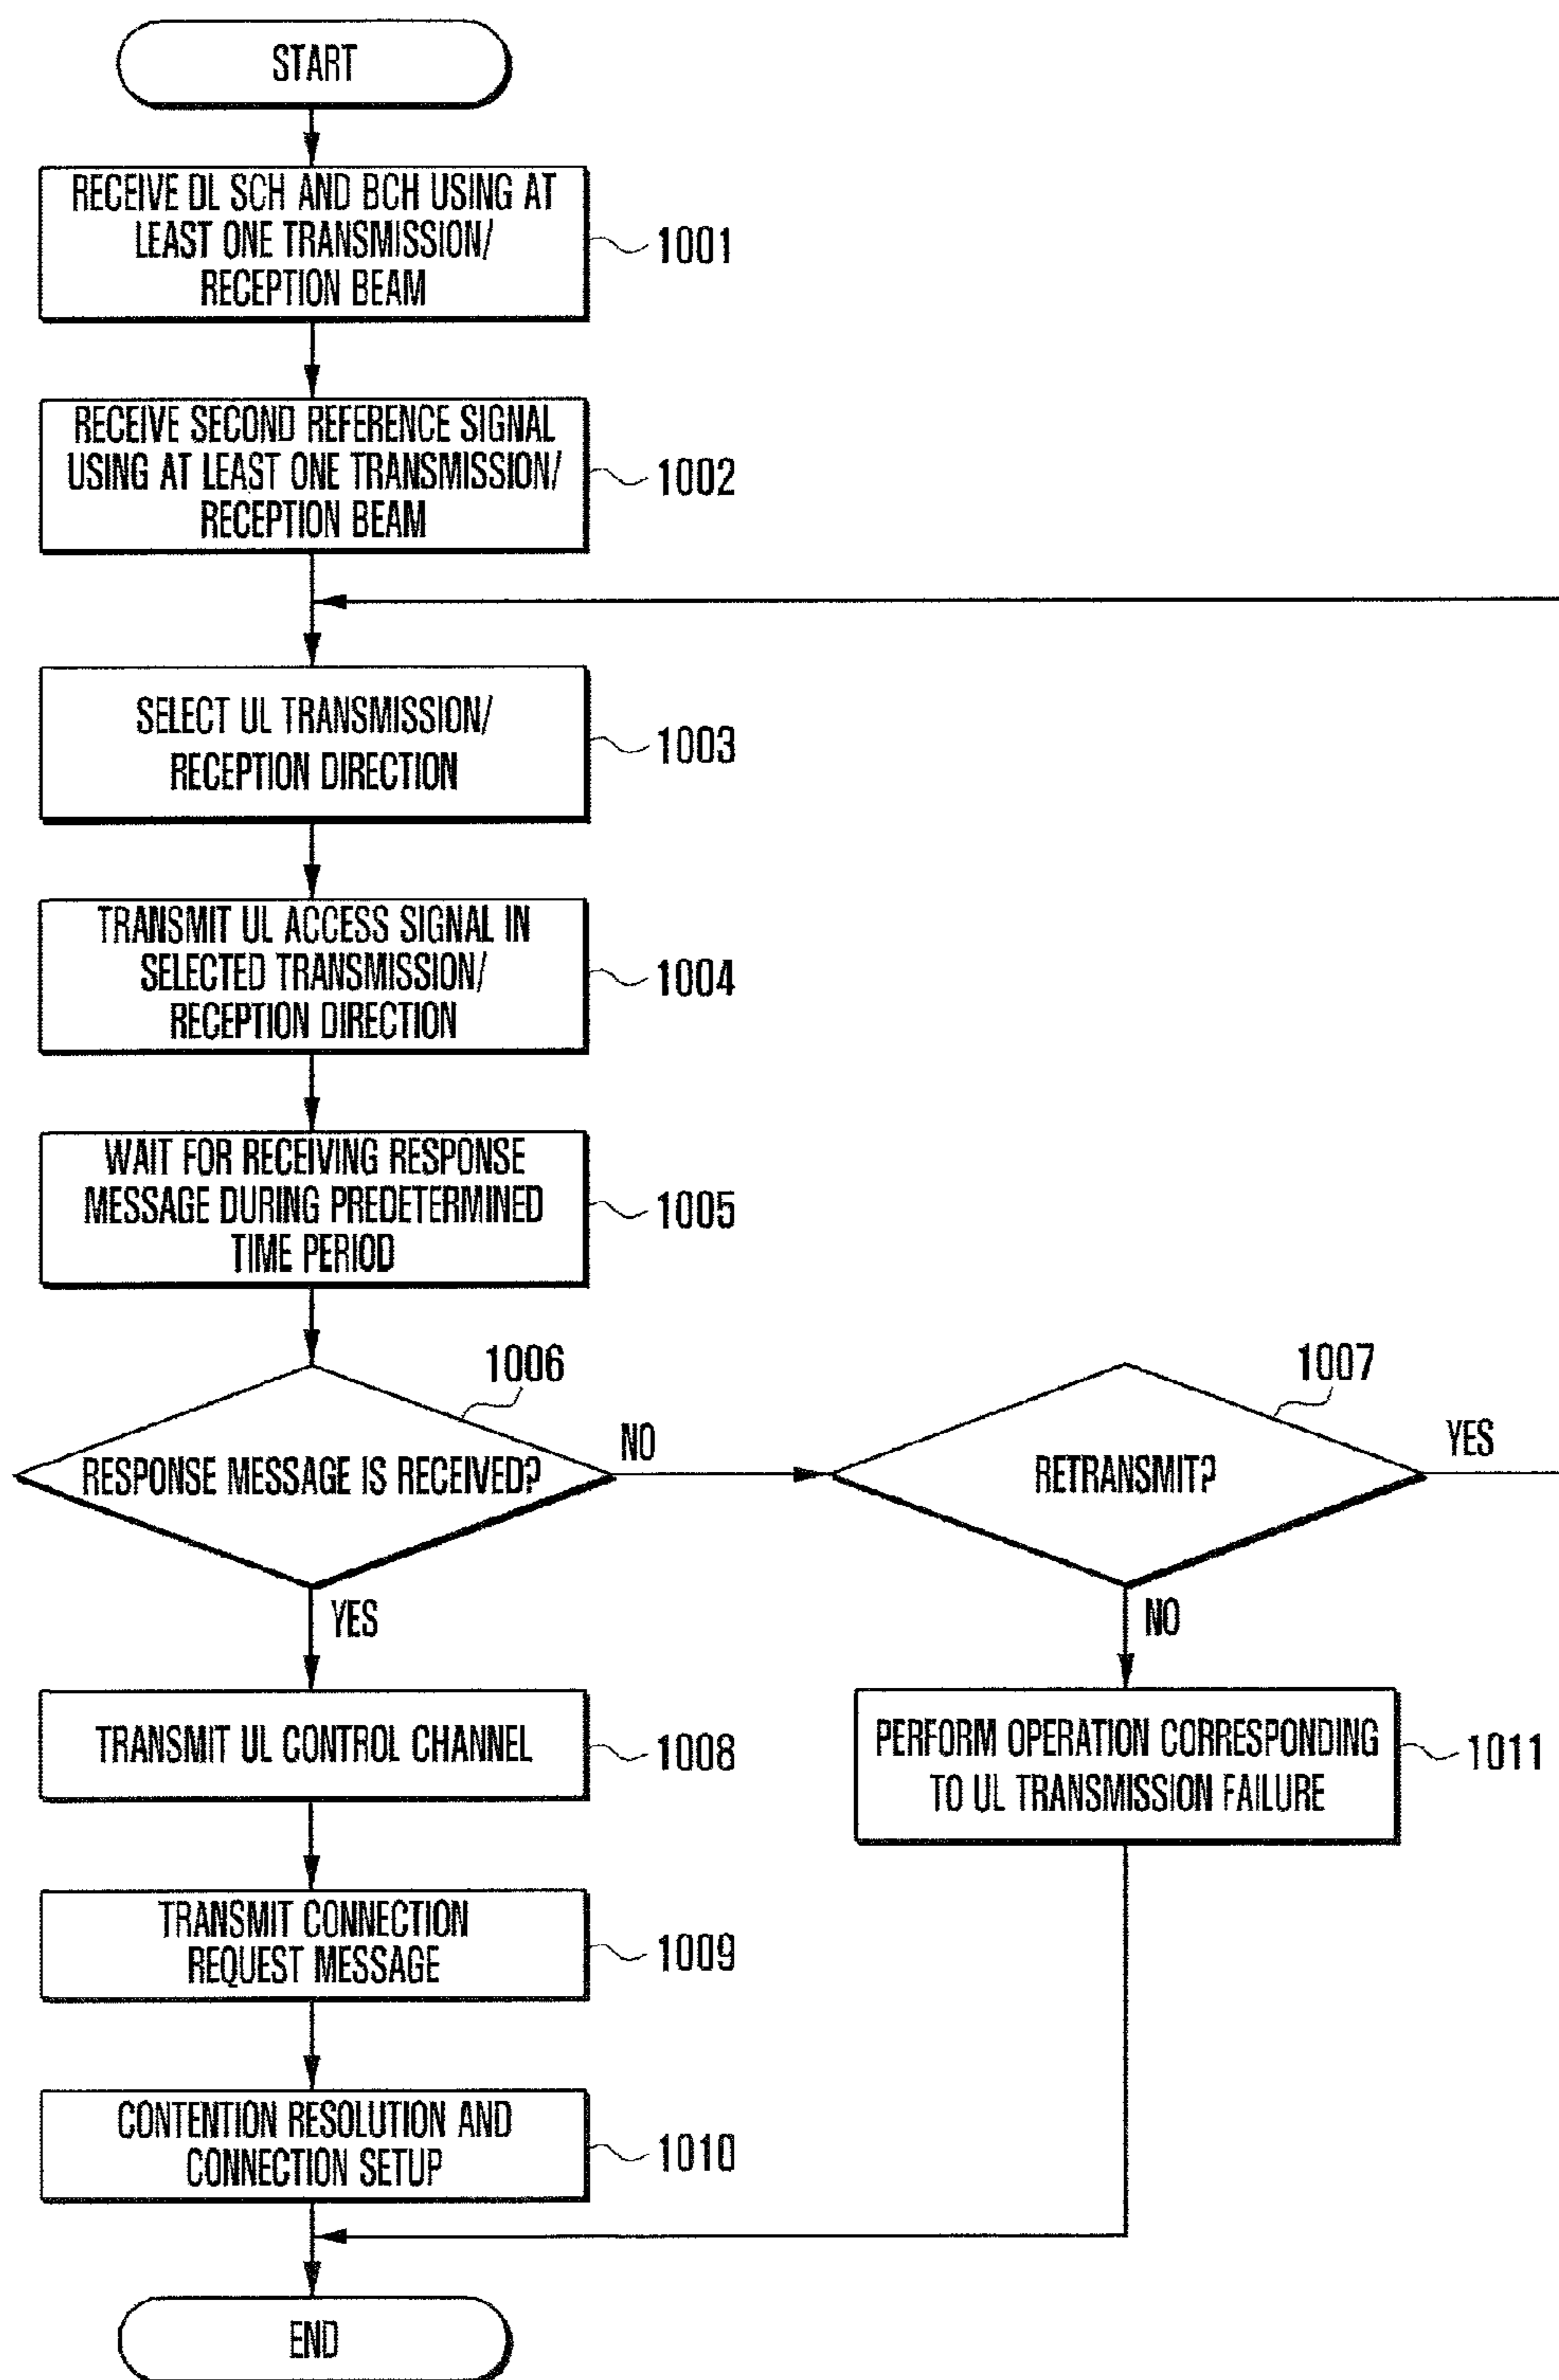 START
RECEIVE DL SCH AND BCH USING AT
LEAST ONE TRANSMISSION/
RECEPTION BEAM
1001
RECEIVE SECOND REFERENCE SIGNAL
USING AT LEAST ONE TRANSMISSION/
RECEPTION BEAM
1002
SELECT UL TRANSMISSION/
RECEPTION DIRECTION
1003
TRANSMIT UL ACCESS SIGNAL IN
SELECTED TRANSMISSION/
RECEPTION DIRECTION
1004
WAIT FOR RECEIVING RESPONSE
MESSAGE DURING PREDETERMINED
TIME PERIOD
1005
1006
RESPONSE MESSAGE IS RECEIVED?
NO
1007
RETRANSMIT?
YES
YES
NO
TRANSMIT UL CONTROL CHANNEL
1008
PERFORM OPERATION CORRESPONDING
TO UL TRANSMISSION FAILURE
1011
TRANSMIT CONNECTION
REQUEST MESSAGE
1009
CONTENTION RESOLUTION AND
CONNECTION SETUP
1010
END